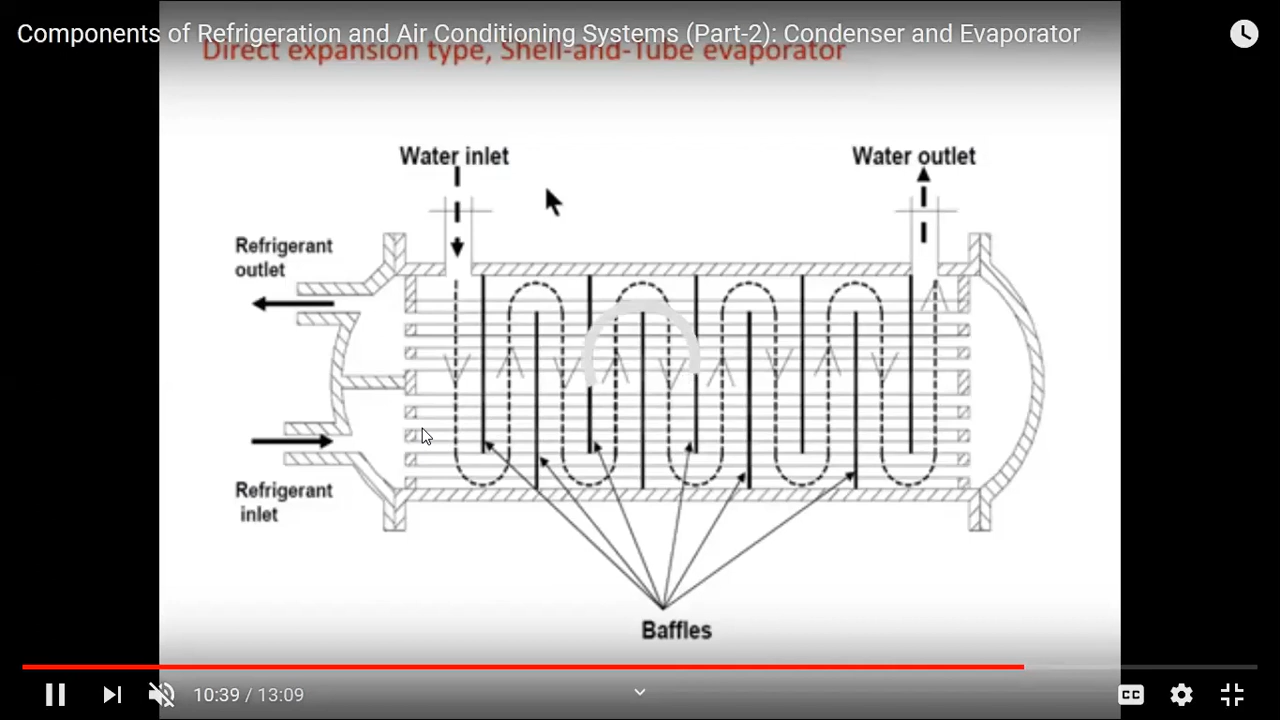 Components of Refrigeration and Air Conditioning Systems (Part-2): Condenser and Evaporator
Direct expansion type, Shell-and-Tube evaporator
Water inlet
Water outlet
Refrigerant
outlet
Refrigerant
inlet
Baffles
10:39 / 13:09
CC